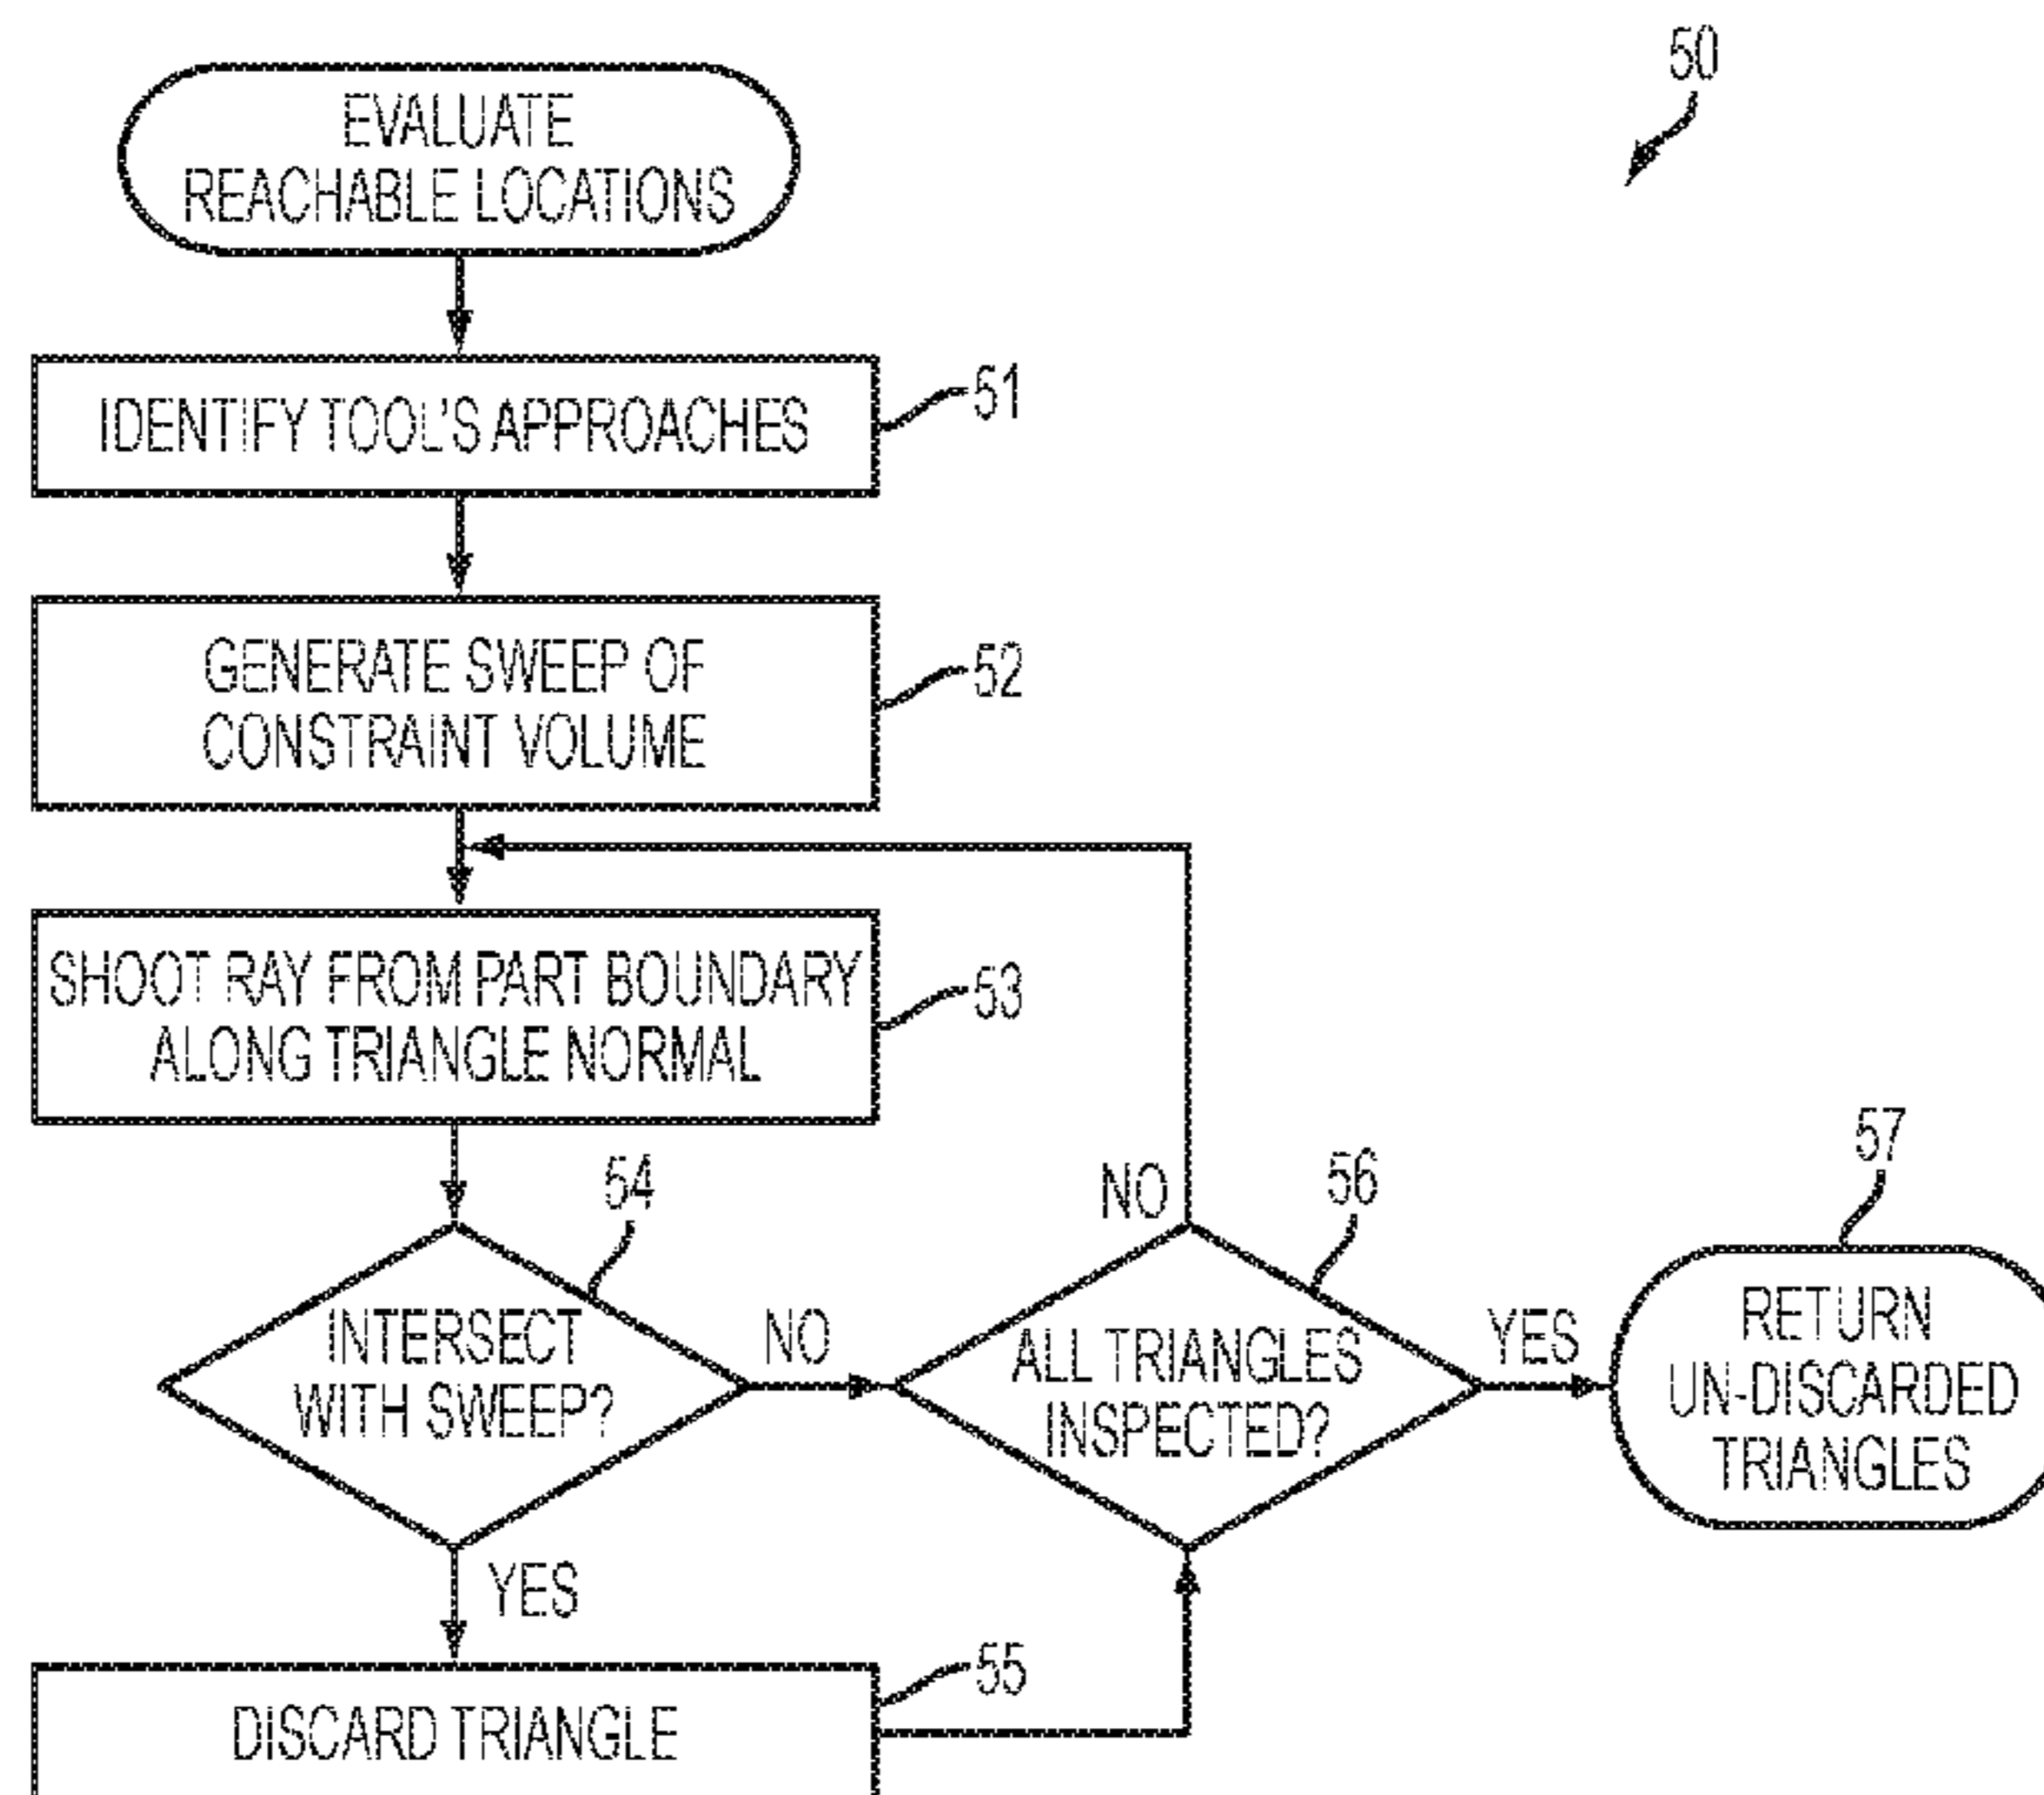 50
EVALUATE
REACHABLE LOCATIONS
IDENTIFY TOOL'S APPROACHES
51
GENERATE SWEEP OF
CONSTRAINT VOLUME
52
SHOOT RAY FROM PART BOUNDARY
ALONG TRIANGLE NORMAL
53
54
INTERSECT
WITH SWEEP?
NO
YES
DISCARD TRIANGLE
55
56
ALL TRIANGLES
INSPECTED?
NO
YES
57
RETURN
UN-DISCARDED
TRIANGLES